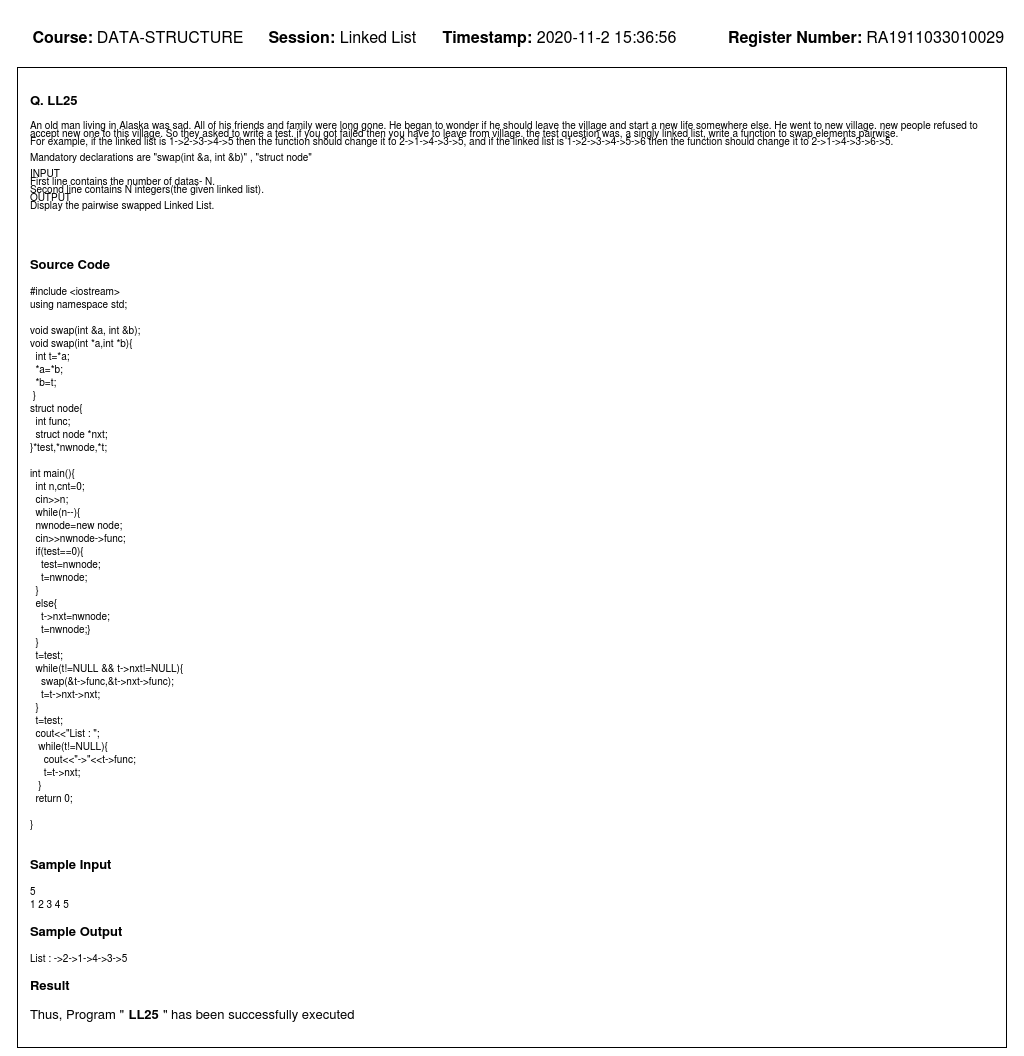 Course: DATA-STRUCTURE Session: Linked List Timestamp: 2020-11-2 15:36:56 Register Number: RA1911033010029
Q. LL25
An old man living in Alaska was sad. All of his friends and family were long gone. He began to wonder if he should leave the village and start a new life somewhere else. He went to new village. new people refused to
accept new one to this village. So they asked to write a test. if you got failed then you have to leave from village. the test question was. a singly linked list, write a function to swap elements pairwise.
For example, if the linked list is 1->2->3->4->5 then the function should change it to 2->1->4->3->5, and if the linked list is 1->2->3->4->5->6 then the function should change it to 2->1->4->3->6->5.
Mandatory declarations are "swap(int &a, int &b)" , "struct node"
INPUT
First line contains the number of datas- N.
Second line contains N integers(the given linked list).
OUTPUT
Display the pairwise swapped Linked List.
Source Code
#include <iostream>
using namespace std;
void swap(int &a, int &b);
void swap(int *a,int *b){
int t=*a;
*a=*b;
*b=t;
}
struct node{
int func;
struct node *nxt;
}*test,*nwnode,*t;
int main(){
int n,cnt=0;
cin>>n;
while(n--){
nwnode=new node;
cin>>nwnode->func;
if(test==0){
test=nwnode;
t=nwnode;
}
else{
t->nxt=nwnode;
t=nwnode;}
}
t=test;
while(t!=NULL && t->nxt!=NULL){
swap(&t->func,&t->nxt->func);
t=t->nxt->nxt;
}
t=test;
cout<<"List : ";
while(t!=NULL){
cout<<"->"<<t->func;
t=t->nxt;
}
return 0;
}
Sample Input
5
1 2 3 4 5
Sample Output
List : ->2->1->4->3->5
Result
Thus, Program " LL25 " has been successfully executed